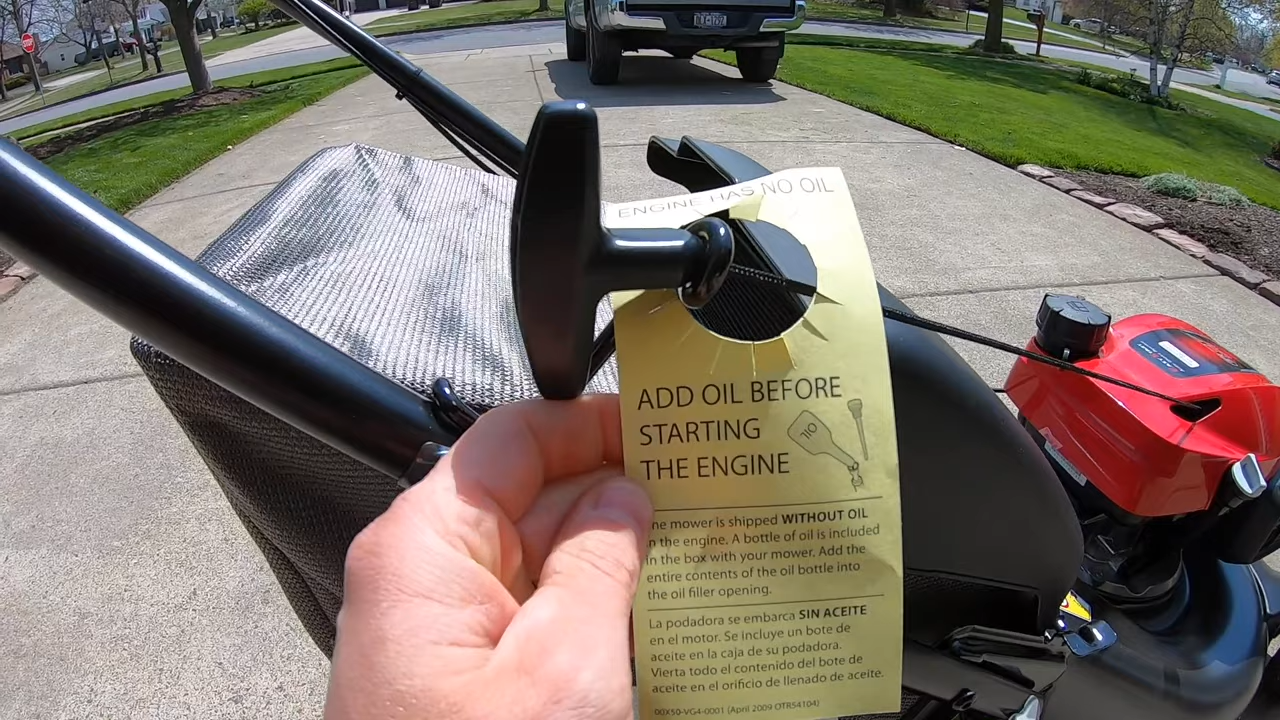 ENGINE HAS NO OIL
ADD OIL BEFORE
STARTING
THE ENGINE
OIL
mower is shipped WITHOUT OIL
in the engine. A bottle of oil is included
in the box with your mower. Add the
entire contents of the oil bottle into
the oil filler opening.
La podadora se embarca SIN ACEITE
en el motor. Se incluye un bote de
aceite en la caja de su podadora.
Vierta todo el contenido del bote de
aceite en el orificio de llenado de aceite.
00X50-VG4-0001 (April 2009 OTR54104)